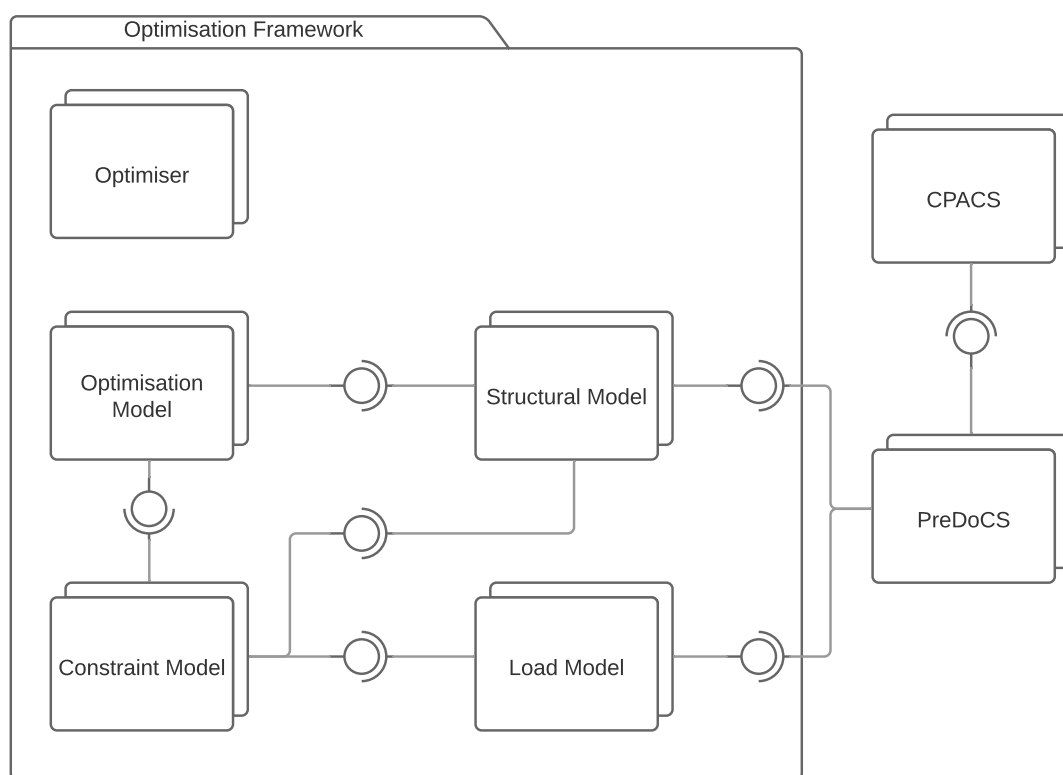 Optimisation Framework
Optimiser
CPACS
Optimisation
Model
Structural Model
PreDoCS
Constraint Model
Load Model